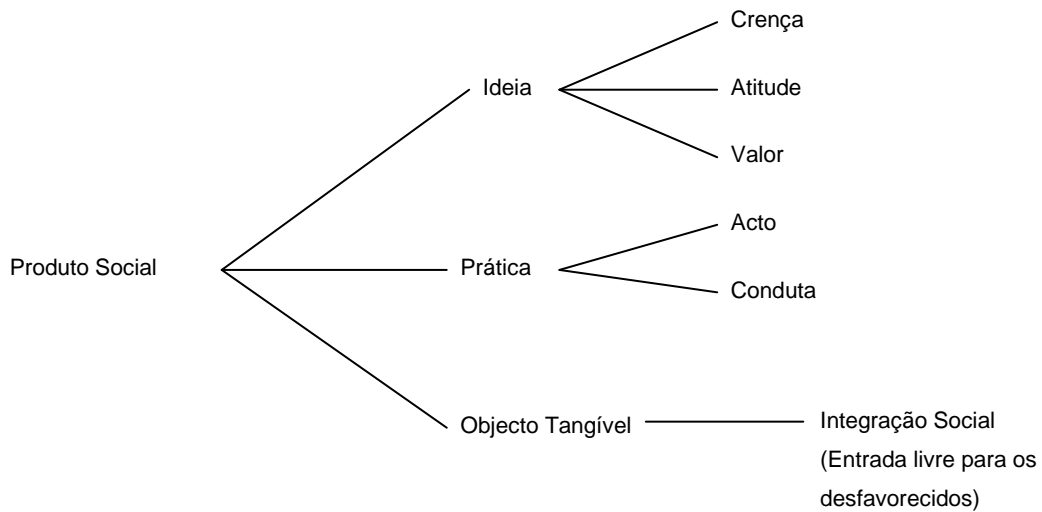 Crença
Ideia
Atitude
Valor
Acto
Produto Social
Prática
Conduta
Objecto Tangível
Integração Social
(Entrada livre para os
desfavorecidos)